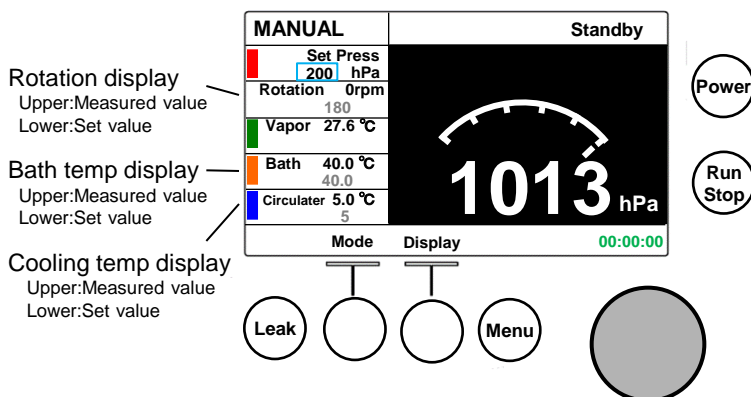 MANUAL
Standby
Set Press
200 hPa
Rotation 0rpm
180
Vapor 27.6 ℃
Bath 40.0 ℃
40.0
Circulater 5.0 ℃
5
1013 hPa
Mode Display 00:00:00
Rotation display
Upper:Measured value
Lower:Set value
Bath temp display
Upper:Measured value
Lower:Set value
Cooling temp display
Upper:Measured value
Lower:Set value
Power
Run
Stop
Leak
Menu